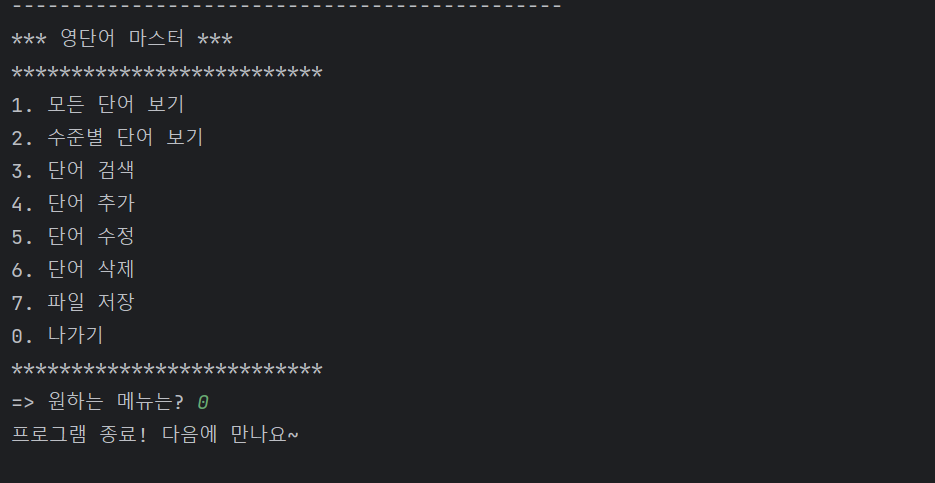 ----------------------------------------------
*** 영단어 마스터 ***
**************************
1. 모든 단어 보기
2. 수준별 단어 보기
3. 단어 검색
4. 단어 추가
5. 단어 수정
6. 단어 삭제
7. 파일 저장
0. 나가기
**************************
=> 원하는 메뉴는? 0
프로그램 종료! 다음에 만나요~